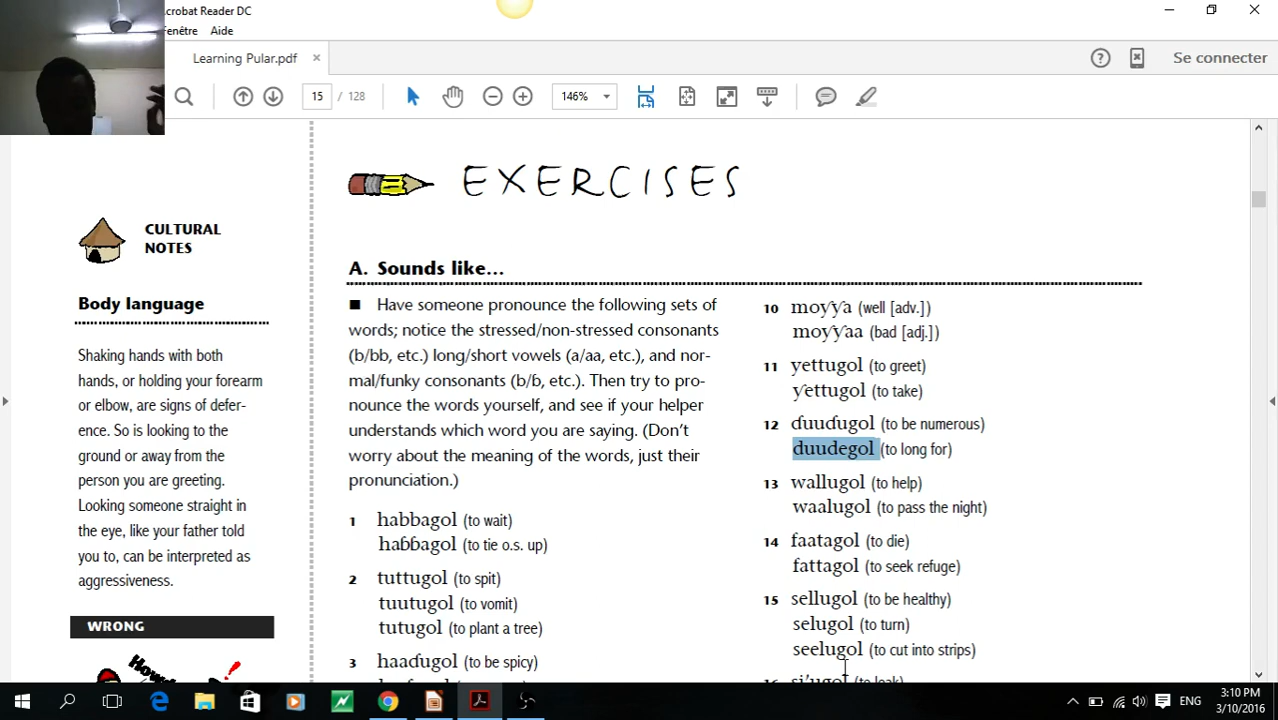 crobat Reader DC
enêtre Aide
Learning Pular.pdf
Se connecter
15 / 128
146%
EXERCISES
CULTURAL
NOTES
Body language
Shaking hands with both
hands, or holding your forearm
or elbow, are signs of defer-
ence. So is looking to the
ground or away from the
person you are greeting.
Looking someone straight in
the eye, like your father told
you to, can be interpreted as
aggressiveness.
WRONG
How
A. Sounds like...
■ Have someone pronounce the following sets of
words; notice the stressed/non-stressed consonants
(b/bb, etc.) long/short vowels (a/aa, etc.), and nor-
mal/funky consonants (b/ɓ, etc.). Then try to pro-
nounce the words yourself, and see if your helper
understands which word you are saying. (Don't
worry about the meaning of the words, just their
pronunciation.)
1 habbagol (to wait)
haɓɓagol (to tie o.s. up)
2 tuttugol (to spit)
tuutugol (to vomit)
tutugol (to plant a tree)
3 haaɗugol (to be spicy)
10 moƴƴa (well [adv.])
moƴƴaa (bad [adj.])
11 yettugol (to greet)
ƴettugol (to take)
12 duuɗugol (to be numerous)
duudegol (to long for)
13 wallugol (to help)
waalugol (to pass the night)
14 faatagol (to die)
fattagol (to seek refuge)
15 sellugol (to be healthy)
selugol (to turn)
seelugol (to cut into strips)
16 si'ugol (to leak)
ENG
3:10 PM
3/10/2016